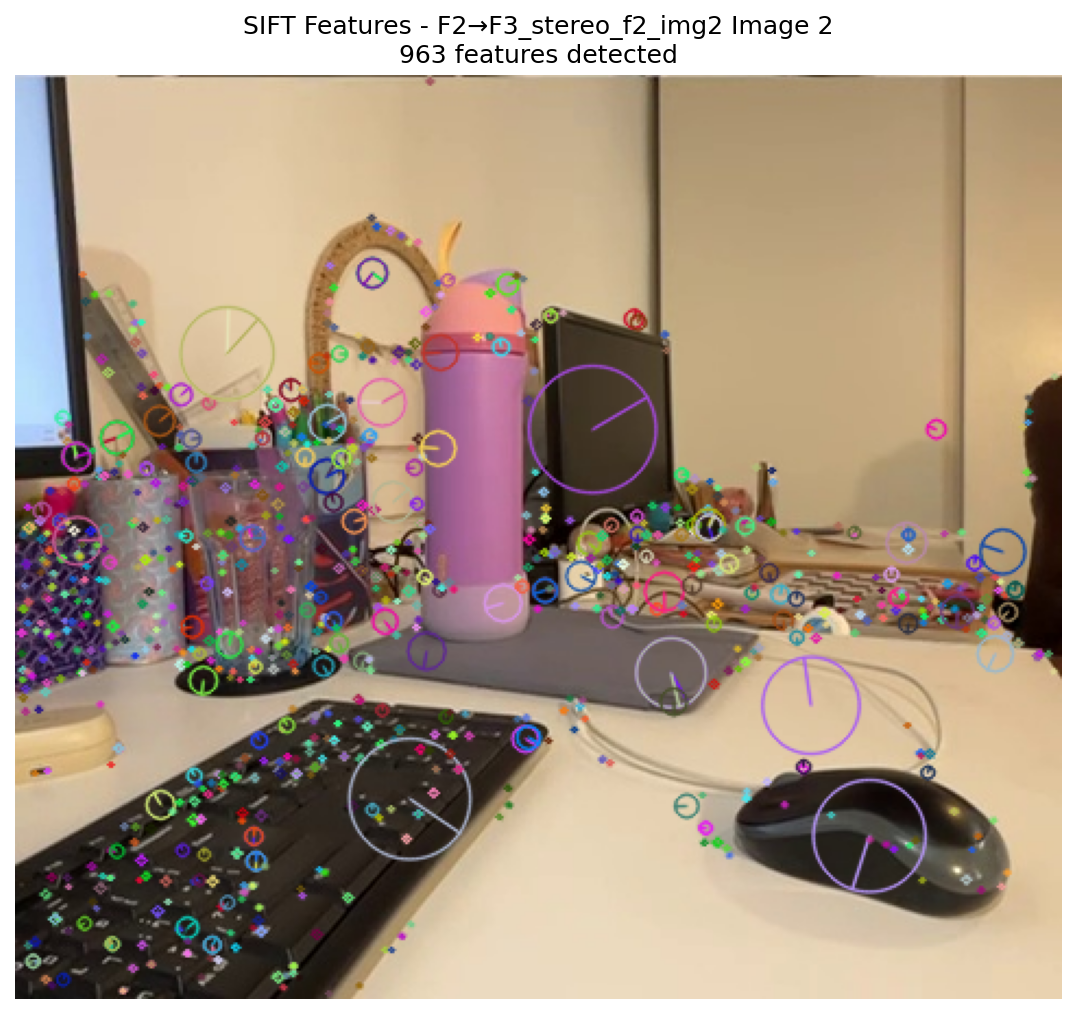 SIFT Features - F2→F3_stereo_f2_img2 Image 2
963 features detected